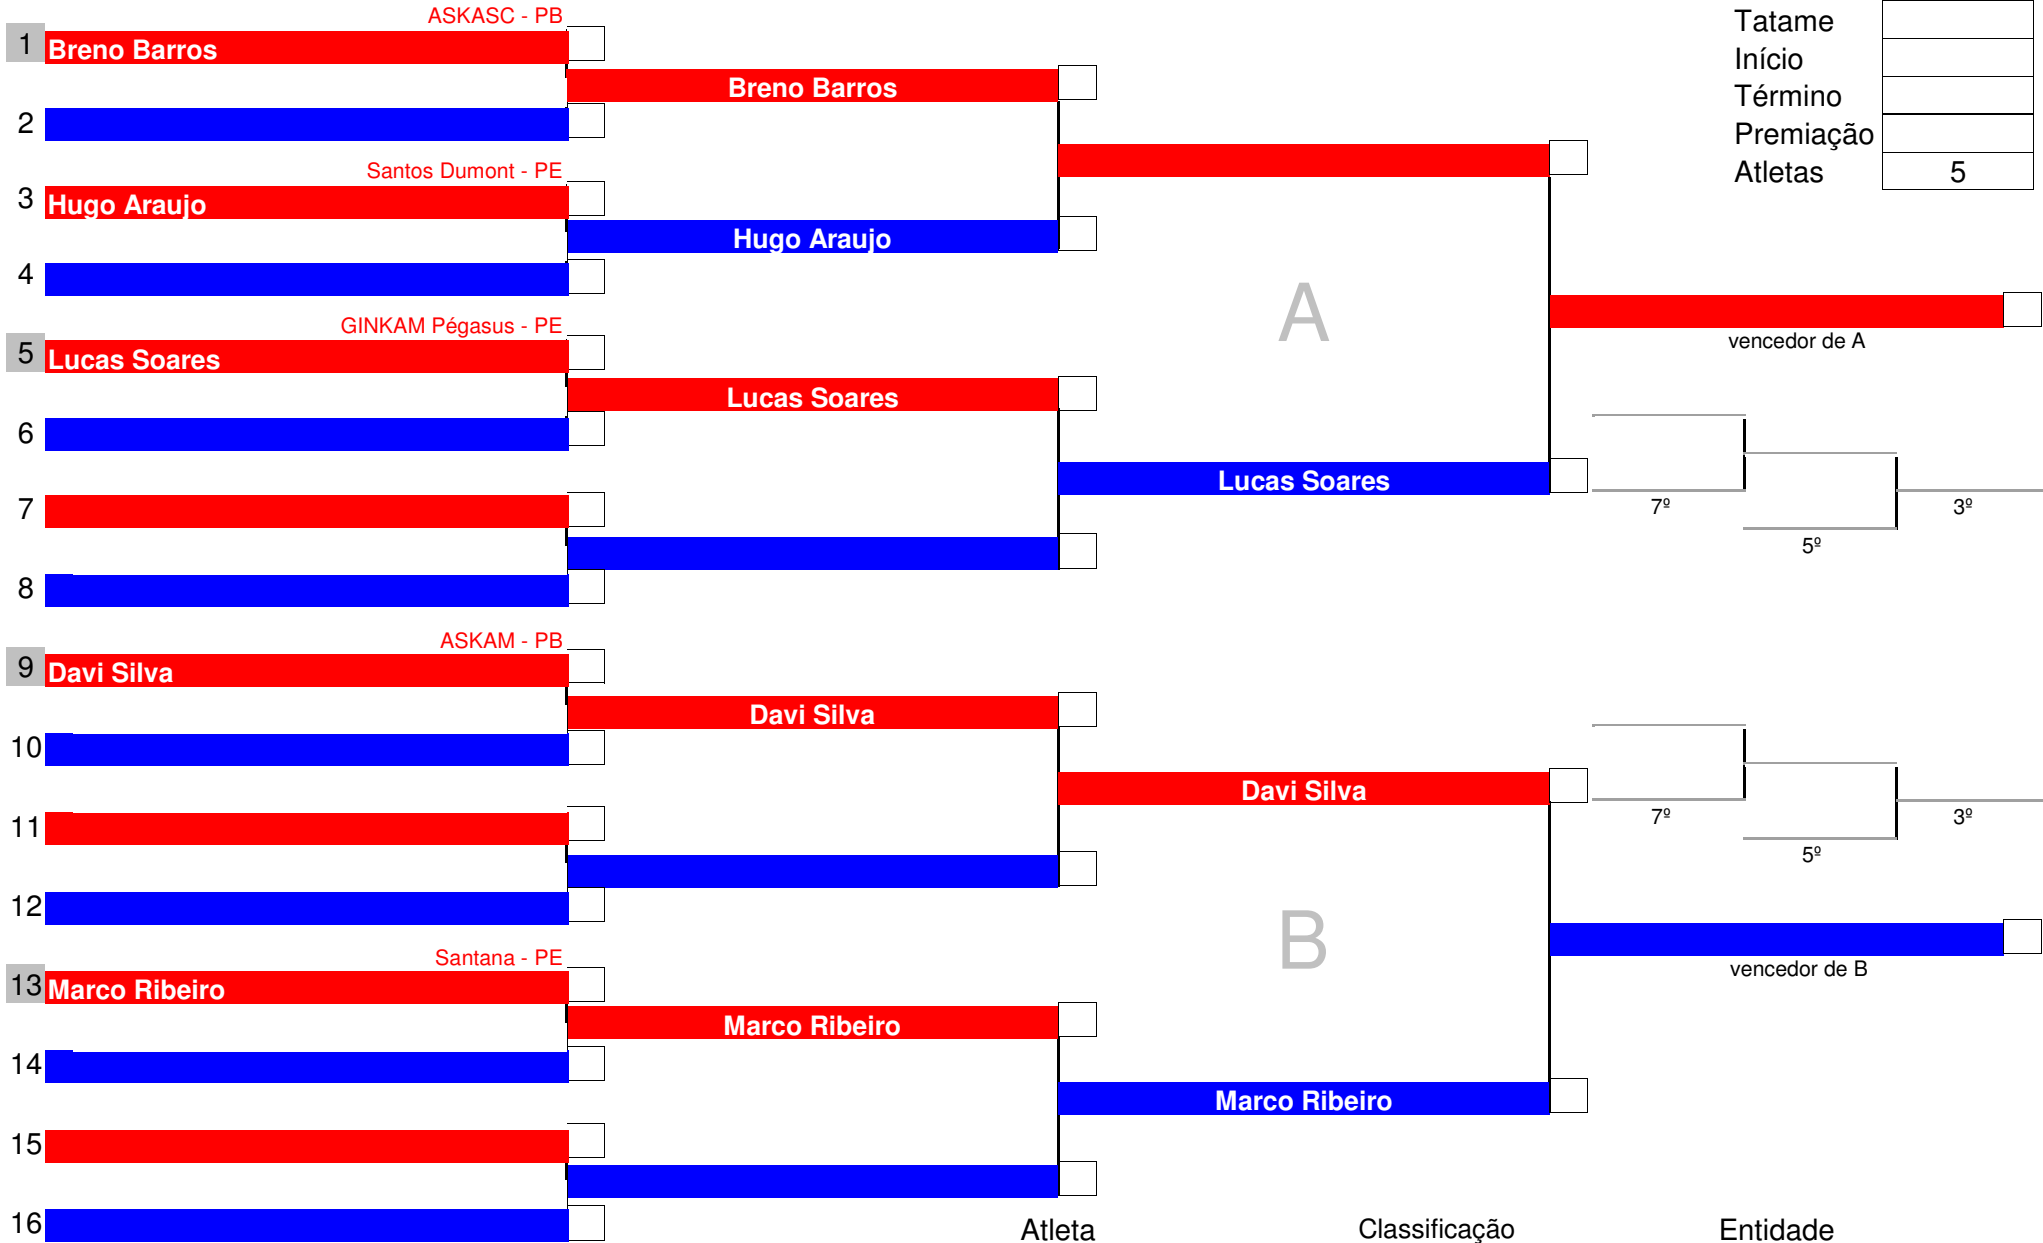 ASKASC - PB
Tatame
1 Breno Barros
Início
Breno Barros
Término
2
Premiação
Santos Dumont - PE
Atletas 5
3 Hugo Araujo
Hugo Araujo
4
A
GINKAM Pégasus - PE
vencedor de A
5 Lucas Soares
Lucas Soares
6
Lucas Soares
7
7º 3º
5º
8
ASKAM - PB
9 Davi Silva
Davi Silva
10
Davi Silva
7º 3º
11
5º
12
B
Santana - PE
vencedor de B
13 Marco Ribeiro
Marco Ribeiro
14
Marco Ribeiro
15
16
Atleta Classificação Entidade